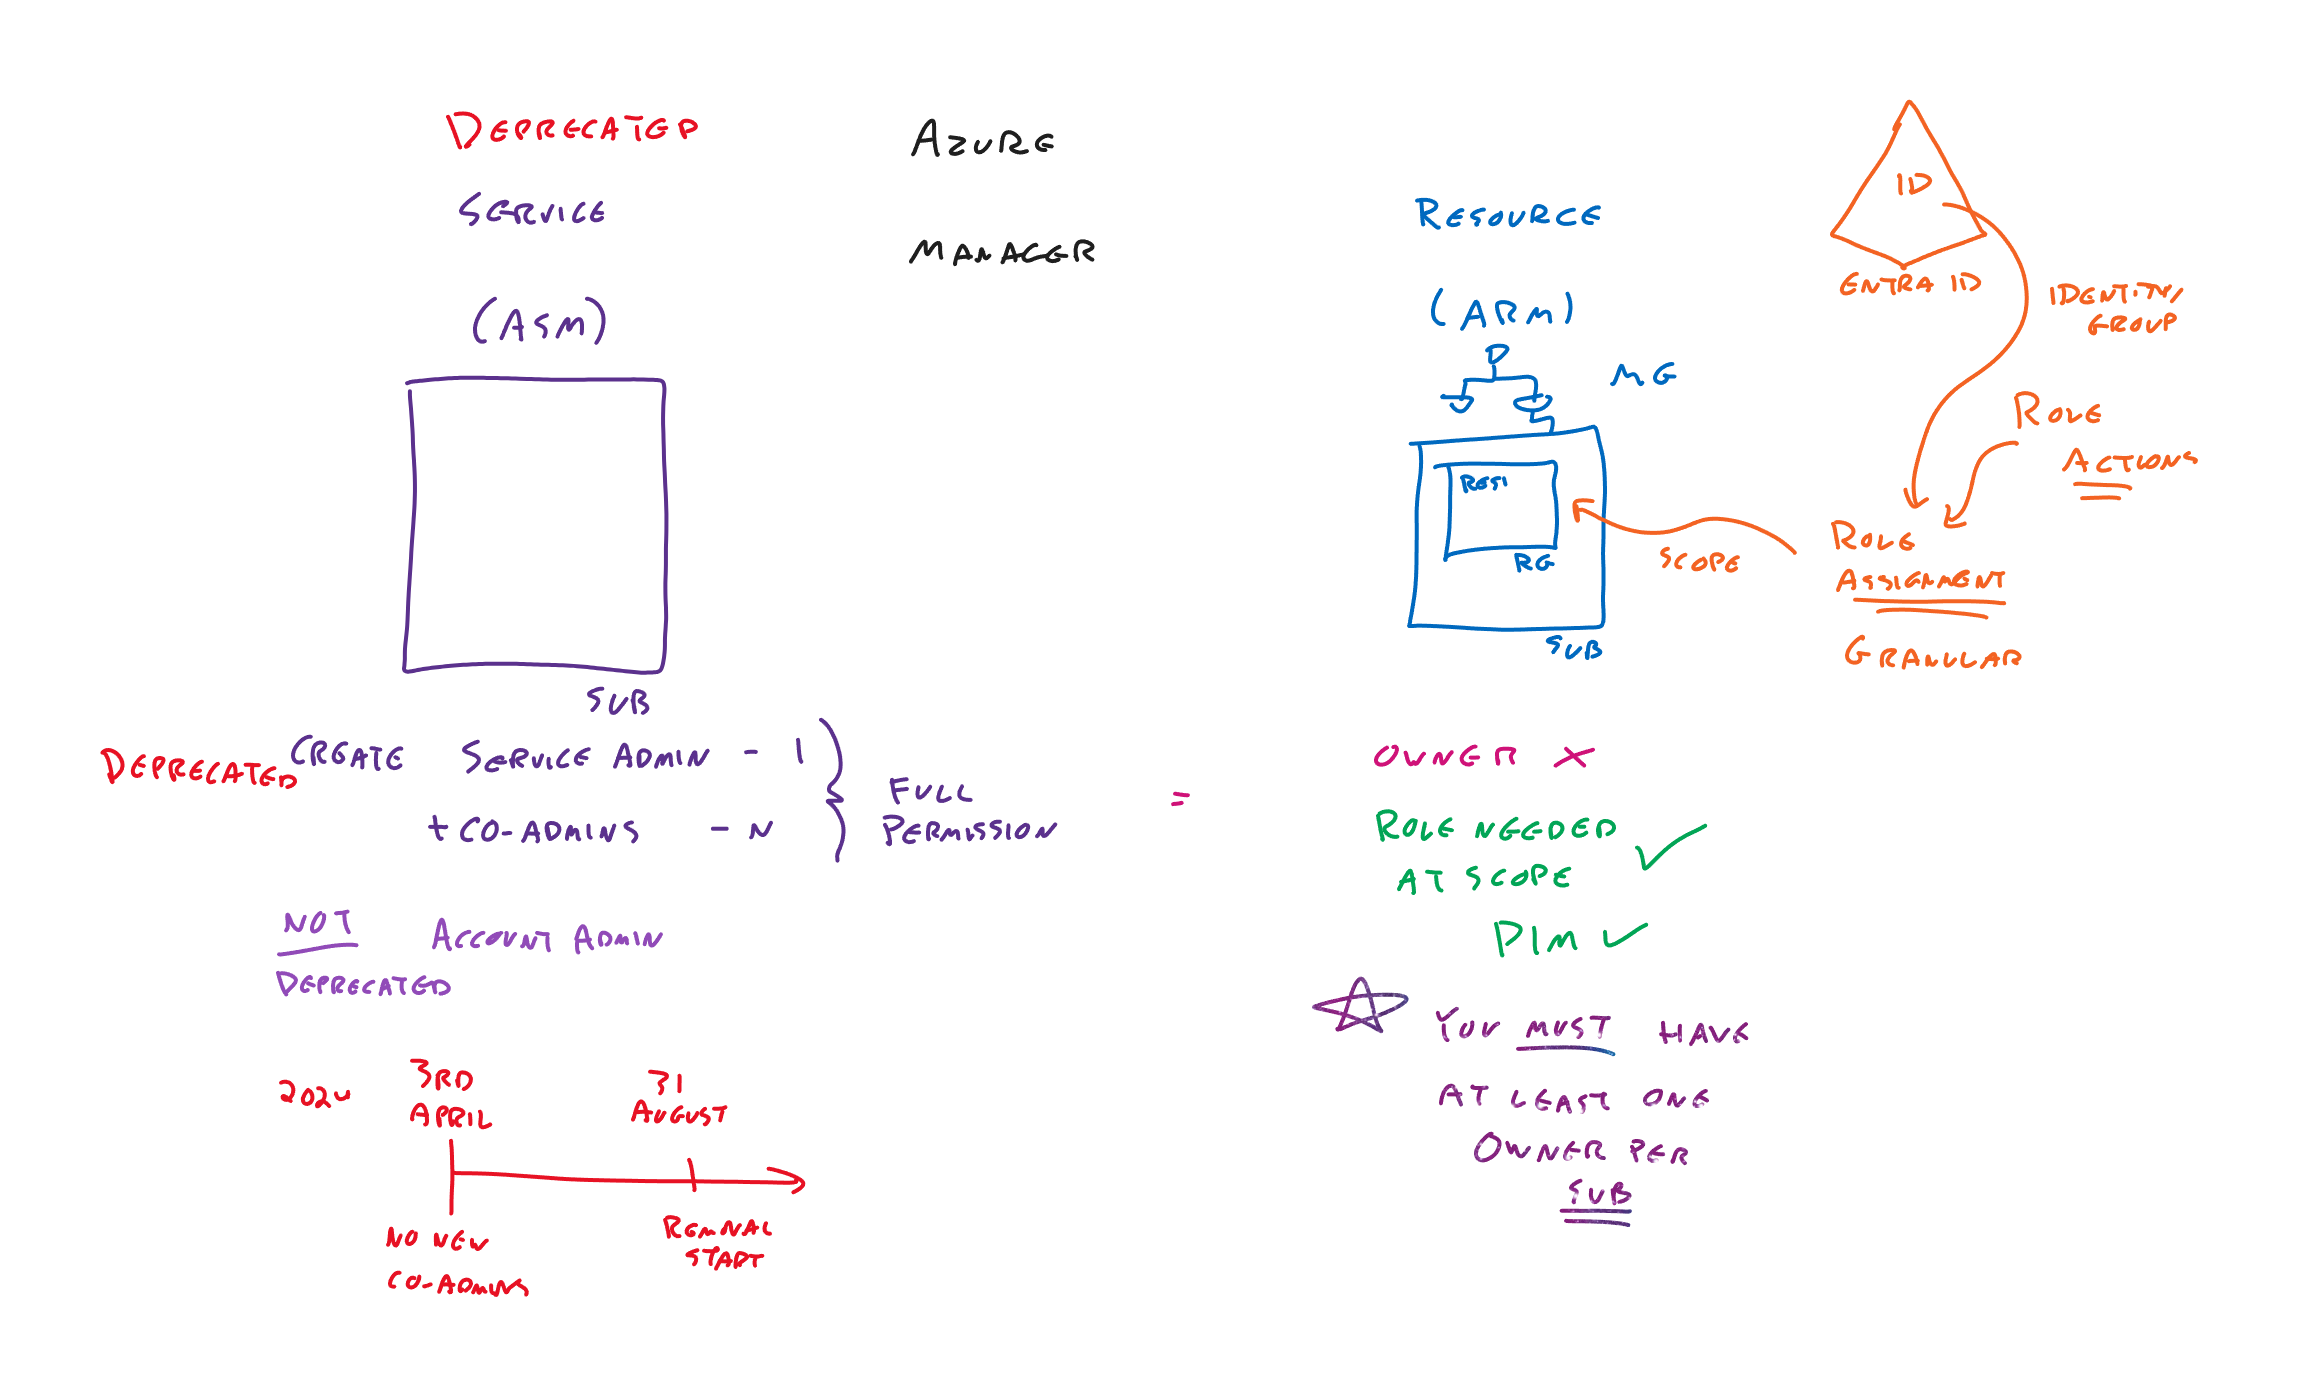 DEPRECATED
SERVICE
(ASM)
SUB
AZURE
MANAGER
RESOURCE
(ARM)
MG
RES1
RG
SUB
ID
ENTRA ID
IDENTITY/
GROUP
ROLE
ACTIONS
SCOPE
ROLE
ASSIGNMENT
GRANULAR
DEPRECATED
CREATE SERVICE ADMIN - 1
+ CO-ADMINS - N
FULL
PERMISSION
=
OWNER X
ROLE NEEDED
AT SCOPE
PIM
NOT
DEPRECATED
ACCOUNT ADMIN
YOU MUST HAVE
AT LEAST ONE
OWNER PER
SUB
2024
3RD
APRIL
31
AUGUST
NO NEW
CO-ADMINS
REMNAL
START